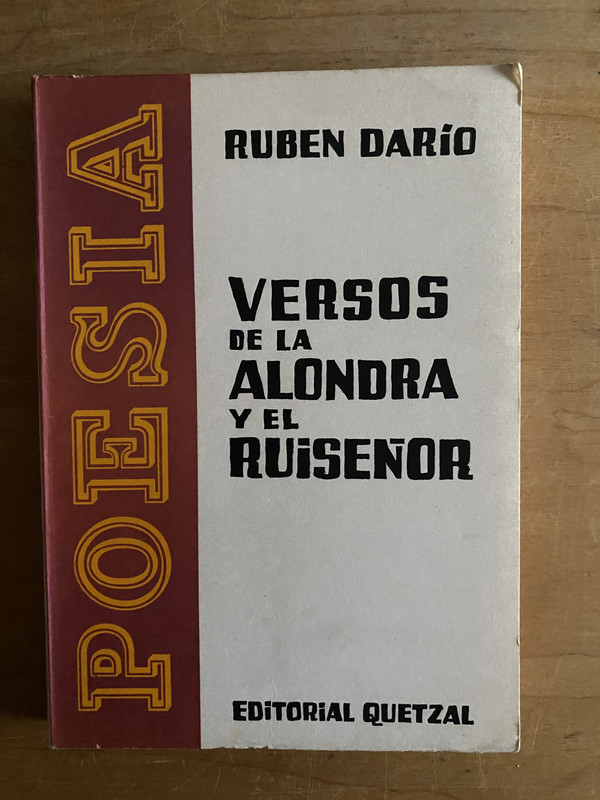 POESIA
RUBEN DARíO
VERSOS
DE LA
ALONDRA
Y EL
RUiSEÑOR
EDiTORiAL QUETZAL